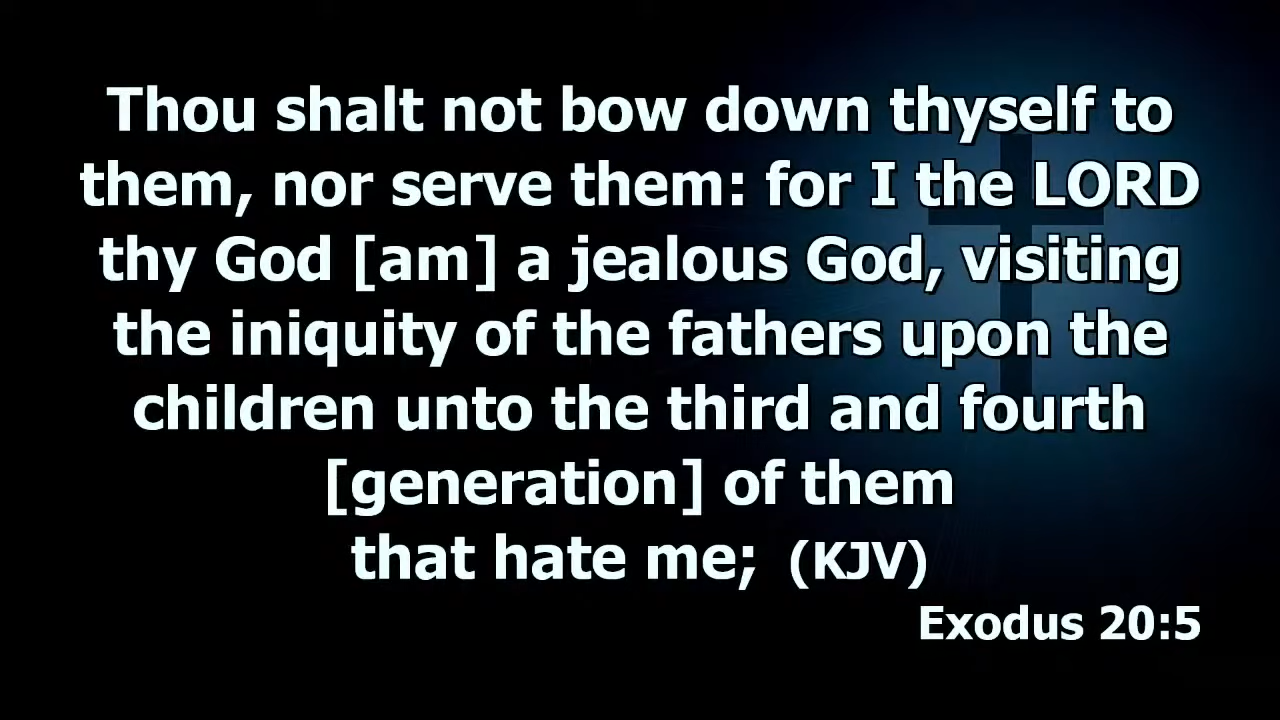 Thou shalt not bow down thyself to
them, nor serve them: for I the LORD
thy God [am] a jealous God, visiting
the iniquity of the fathers upon the
children unto the third and fourth
[generation] of them
that hate me; (KJV)
Exodus 20:5